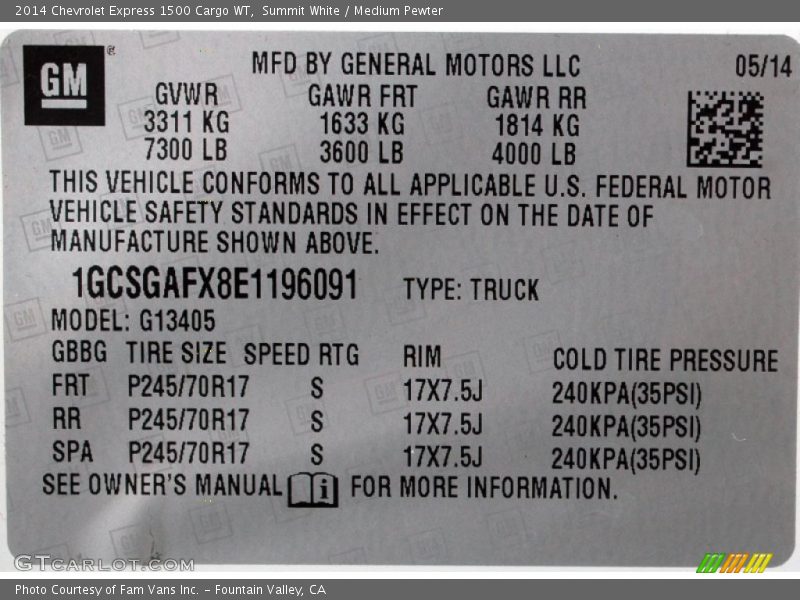 2014 Chevrolet Express 1500 Cargo WT, Summit White / Medium Pewter
GM ®
MFD BY GENERAL MOTORS LLC 05/14
GVWR GAWR FRT GAWR RR
3311 KG 1633 KG 1814 KG
7300 LB 3600 LB 4000 LB
THIS VEHICLE CONFORMS TO ALL APPLICABLE U.S. FEDERAL MOTOR
VEHICLE SAFETY STANDARDS IN EFFECT ON THE DATE OF
MANUFACTURE SHOWN ABOVE.
1GCSGAFX8E1196091 TYPE: TRUCK
MODEL: G13405
GBBG TIRE SIZE SPEED RTG RIM COLD TIRE PRESSURE
FRT P245/70R17 S 17X7.5J 240KPA(35PSI)
RR P245/70R17 S 17X7.5J 240KPA(35PSI)
SPA P245/70R17 S 17X7.5J 240KPA(35PSI)
SEE OWNER'S MANUAL i FOR MORE INFORMATION.
GTcarlot.com
Photo Courtesy of Fam Vans Inc. - Fountain Valley, CA